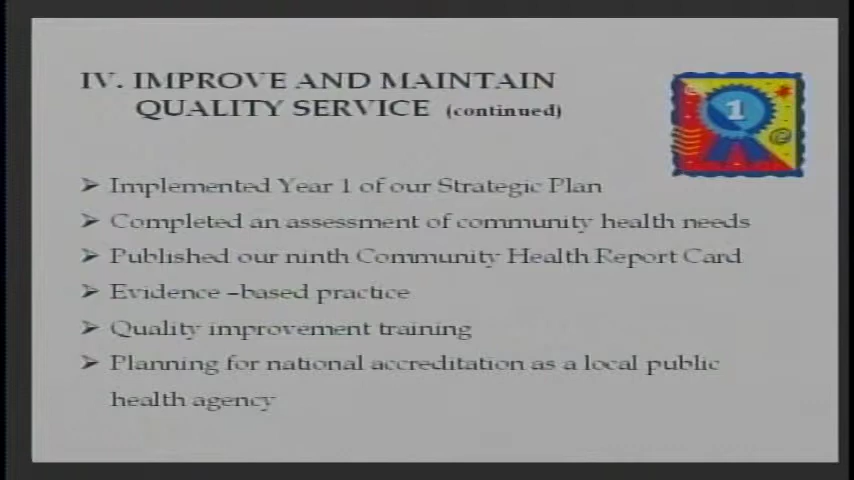 IV. IMPROVE AND MAINTAIN
QUALITY SERVICE (continued)
1
➢ Implemented Year 1 of our Strategic Plan
➢ Completed an assessment of community health needs
➢ Published our ninth Community Health Report Card
➢ Evidence –based practice
➢ Quality improvement training
➢ Planning for national accreditation as a local public
health agency